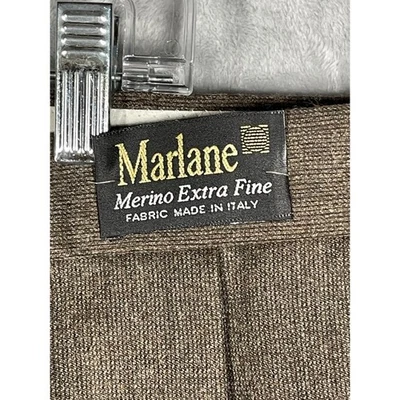 Marlane
Merino Extra Fine
FABRIC MADE IN ITALY